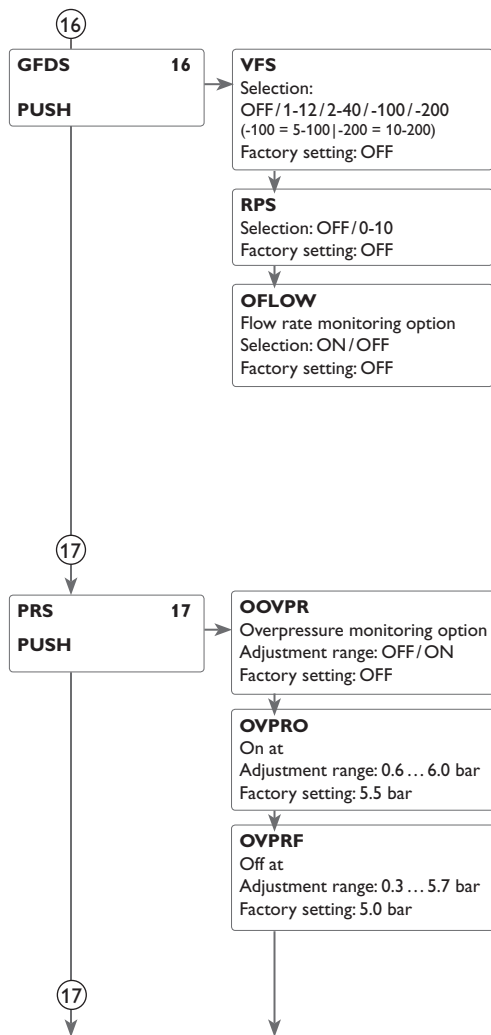 16
GFDS 16
PUSH
VFS
Selection:
OFF/1-12/2-40/-100/-200
(-100 = 5-100|-200 = 10-200)
Factory setting: OFF
RPS
Selection: OFF/0-10
Factory setting: OFF
OFLOW
Flow rate monitoring option
Selection: ON/OFF
Factory setting: OFF
17
PRS 17
PUSH
OOVPR
Overpressure monitoring option
Adjustment range: OFF/ON
Factory setting: OFF
OVPRO
On at
Adjustment range: 0.6 … 6.0 bar
Factory setting: 5.5 bar
OVPRF
Off at
Adjustment range: 0.3 … 5.7 bar
Factory setting: 5.0 bar
17